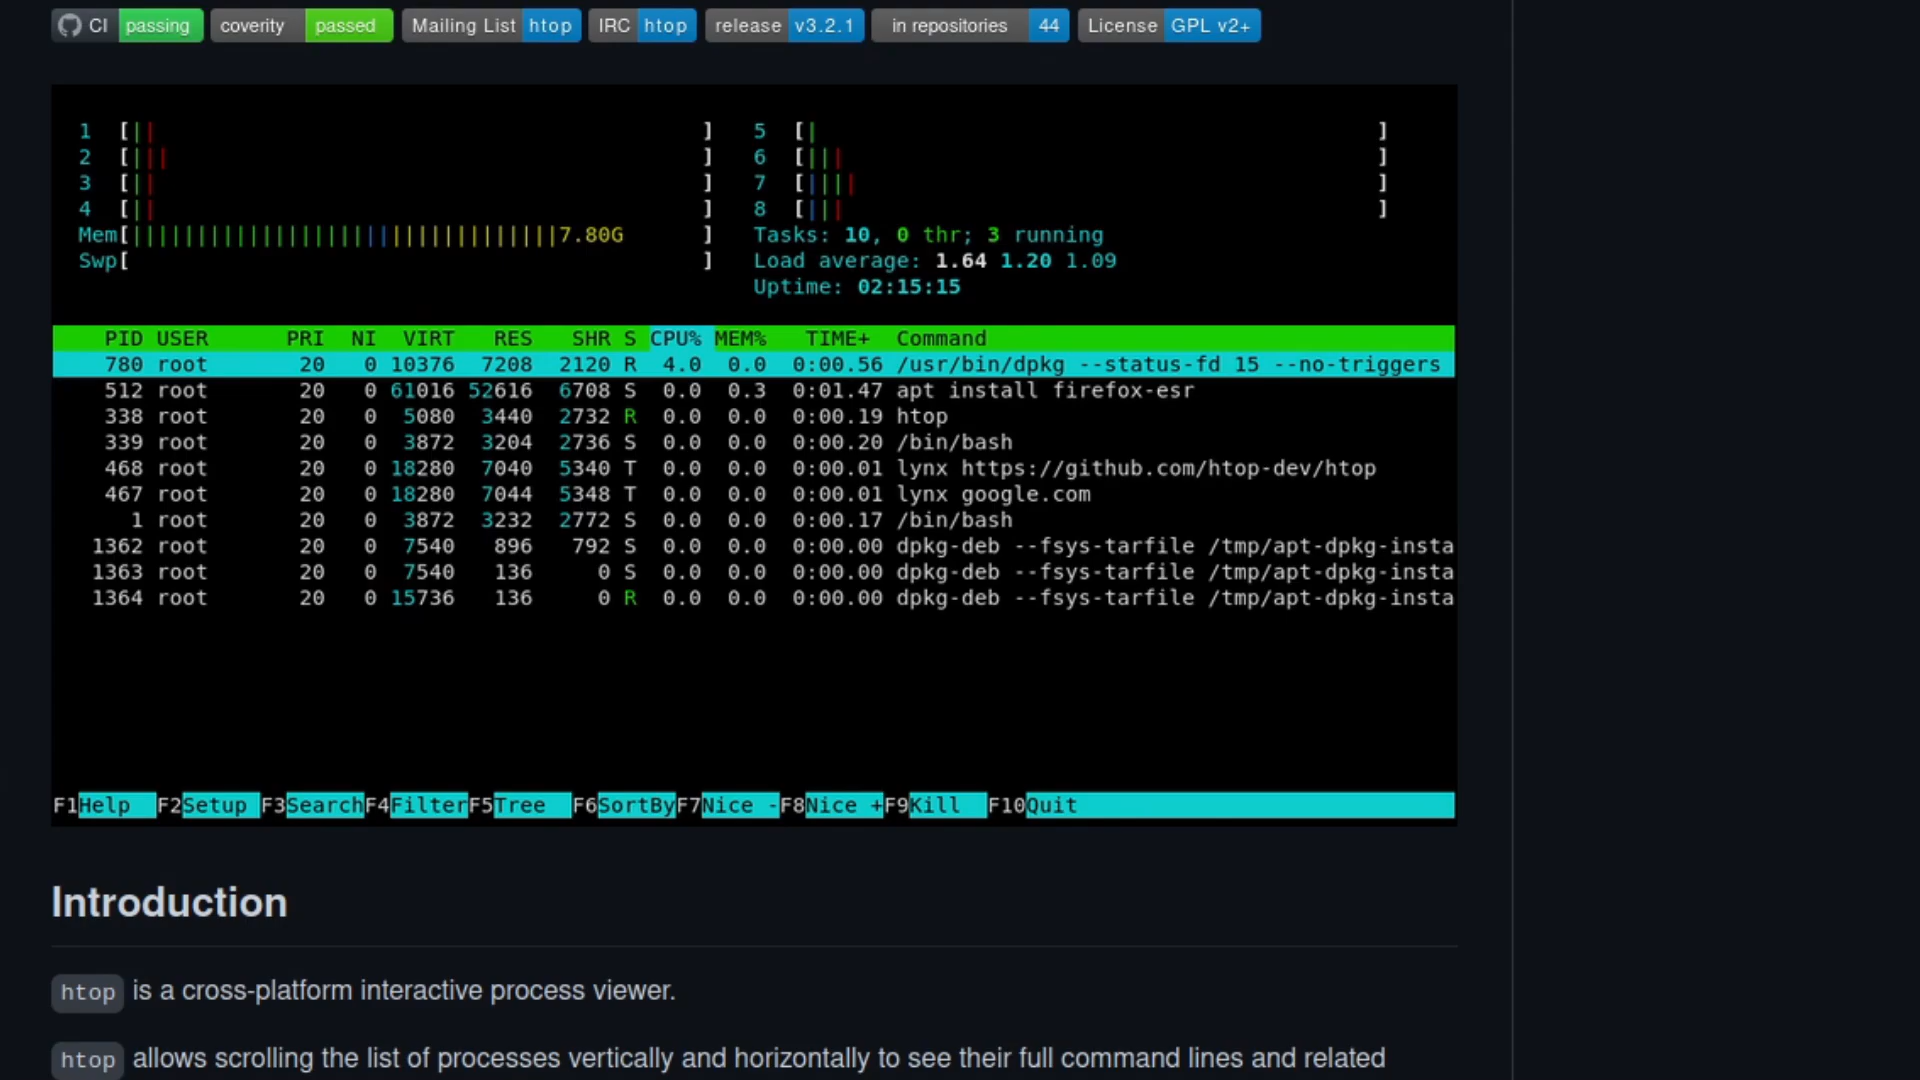 CI passing coverity passed Mailing List htop IRC htop release v3.2.1 in repositories 44 License GPL v2+
1 [||] 5 [|]
2 [|||] 6 [|||]
3 [||] 7 [||||]
4 [||] 8 [|||]
Mem[|||||||||||||||||||||||||||||||||7.80G ] Tasks: 10, 0 thr; 3 running
Swp[ ] Load average: 1.64 1.20 1.09
Uptime: 02:15:15
PID USER PRI NI VIRT RES SHR S CPU% MEM% TIME+ Command
780 root 20 0 10376 7208 2120 R 4.0 0.0 0:00.56 /usr/bin/dpkg --status-fd 15 --no-triggers
512 root 20 0 61016 52616 6708 S 0.0 0.3 0:01.47 apt install firefox-esr
338 root 20 0 5080 3440 2732 R 0.0 0.0 0:00.19 htop
339 root 20 0 3872 3204 2736 S 0.0 0.0 0:00.20 /bin/bash
468 root 20 0 18280 7040 5340 T 0.0 0.0 0:00.01 lynx https://github.com/htop-dev/htop
467 root 20 0 18280 7044 5348 T 0.0 0.0 0:00.01 lynx google.com
1 root 20 0 3872 3232 2772 S 0.0 0.0 0:00.17 /bin/bash
1362 root 20 0 7540 896 792 S 0.0 0.0 0:00.00 dpkg-deb --fsys-tarfile /tmp/apt-dpkg-insta
1363 root 20 0 7540 136 0 S 0.0 0.0 0:00.00 dpkg-deb --fsys-tarfile /tmp/apt-dpkg-insta
1364 root 20 0 15736 136 0 R 0.0 0.0 0:00.00 dpkg-deb --fsys-tarfile /tmp/apt-dpkg-insta
F1Help F2Setup F3SearchF4FilterF5Tree F6SortByF7Nice -F8Nice +F9Kill F10Quit
Introduction
htop is a cross-platform interactive process viewer.
htop allows scrolling the list of processes vertically and horizontally to see their full command lines and related